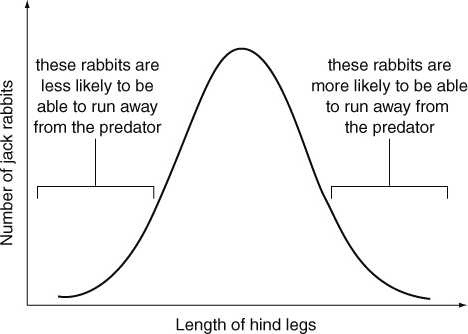 these rabbits are
less likely to be
able to run away
from the predator
these rabbits are
more likely to be able
to run away from
the predator
Number of jack rabbits
Length of hind legs